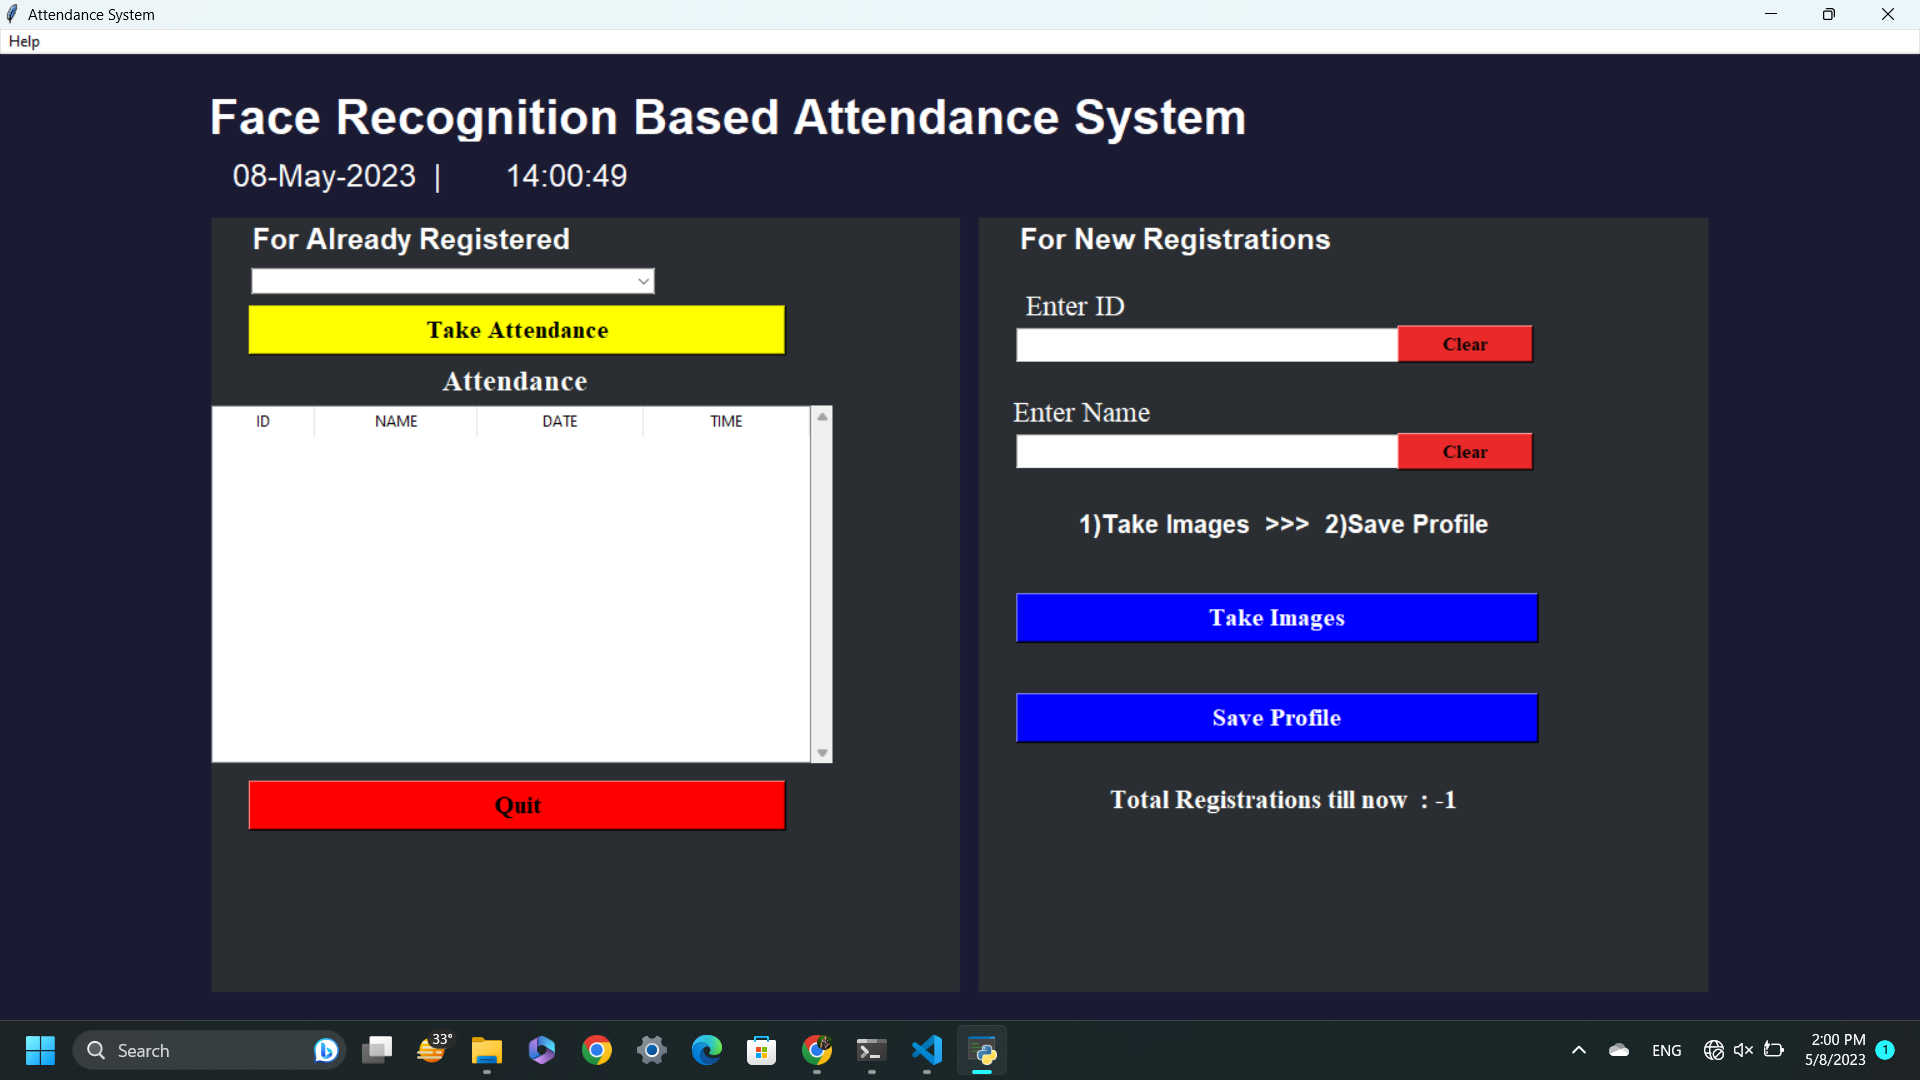 Attendance System
Help
Face Recognition Based Attendance System
08-May-2023 | 14:00:49
For Already Registered
Take Attendance
Attendance
ID NAME DATE TIME
Quit
For New Registrations
Enter ID
Clear
Enter Name
Clear
1)Take Images >>> 2)Save Profile
Take Images
Save Profile
Total Registrations till now : -1
Search
33°
ENG
2:00 PM
5/8/2023
1